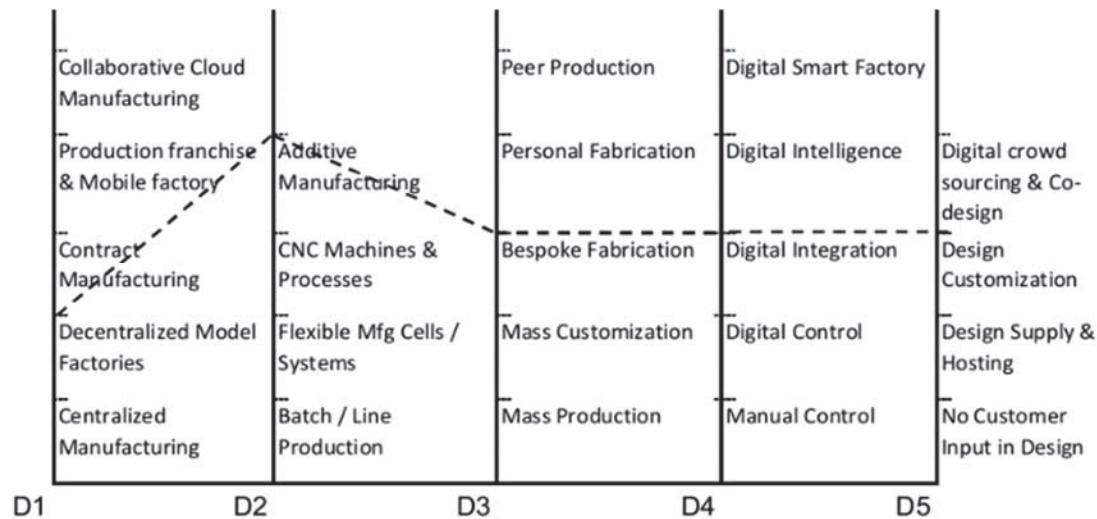 Collaborative Cloud
Manufacturing
Production franchise
& Mobile factory
Contract
Manufacturing
Decentralized Model
Factories
Centralized
Manufacturing
Additive
Manufacturing
CNC Machines &
Processes
Flexible Mfg Cells /
Systems
Batch / Line
Production
Peer Production
Personal Fabrication
Bespoke Fabrication
Mass Customization
Mass Production
Digital Smart Factory
Digital Intelligence
Digital Integration
Digital Control
Manual Control
Digital crowd
sourcing & Co-
design
Design
Customization
Design Supply &
Hosting
No Customer
Input in Design
D1
D2
D3
D4
D5